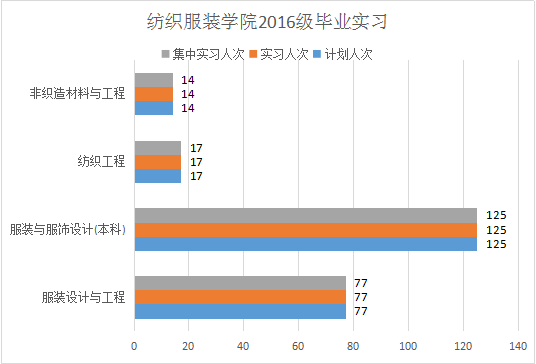 纺织服装学院2016级毕业实习
集中实习人次 实习人次 计划人次
非织造材料与工程
14
14
14
纺织工程
17
17
17
服装与服饰设计(本科)
125
125
125
服装设计与工程
77
77
77
0 20 40 60 80 100 120 140